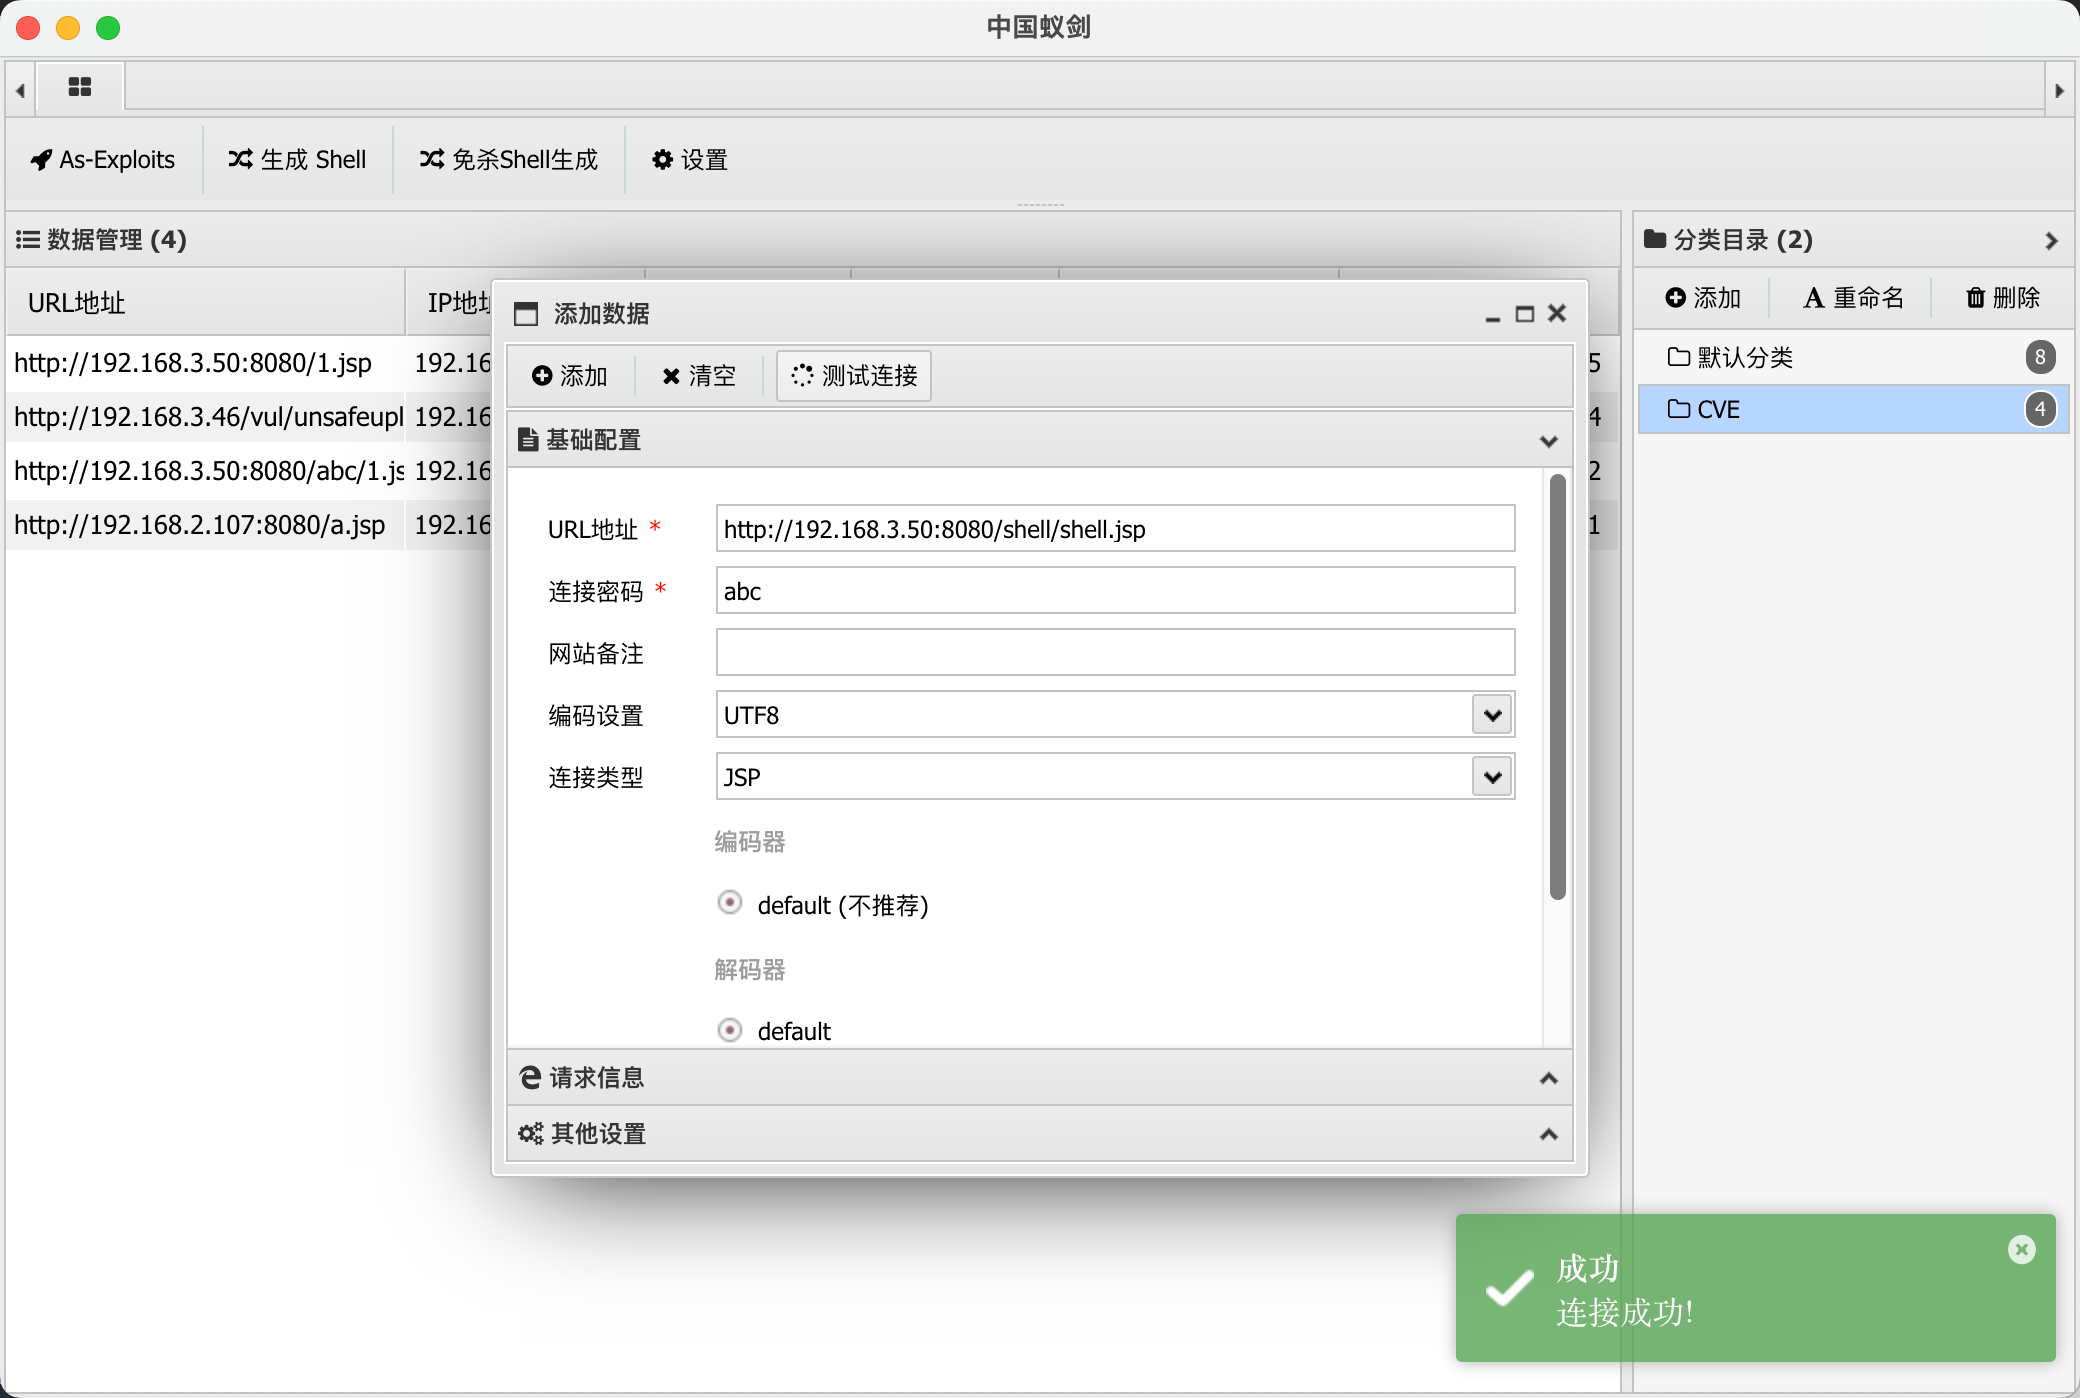 中国蚁剑
As-Exploits 生成 Shell 免杀Shell生成 设置
数据管理 (4)
URL地址 IP地址
http://192.168.3.50:8080/1.jsp 192.16 5
http://192.168.3.46/vul/unsafeupl 192.16 4
http://192.168.3.50:8080/abc/1.js 192.16 2
http://192.168.2.107:8080/a.jsp 192.16 1
添加数据
添加 清空 测试连接
基础配置
URL地址 * http://192.168.3.50:8080/shell/shell.jsp
连接密码 * abc
网站备注
编码设置 UTF8
连接类型 JSP
编码器
default (不推荐)
解码器
default
请求信息
其他设置
分类目录 (2)
添加 重命名 删除
默认分类 8
CVE 4
成功
连接成功!